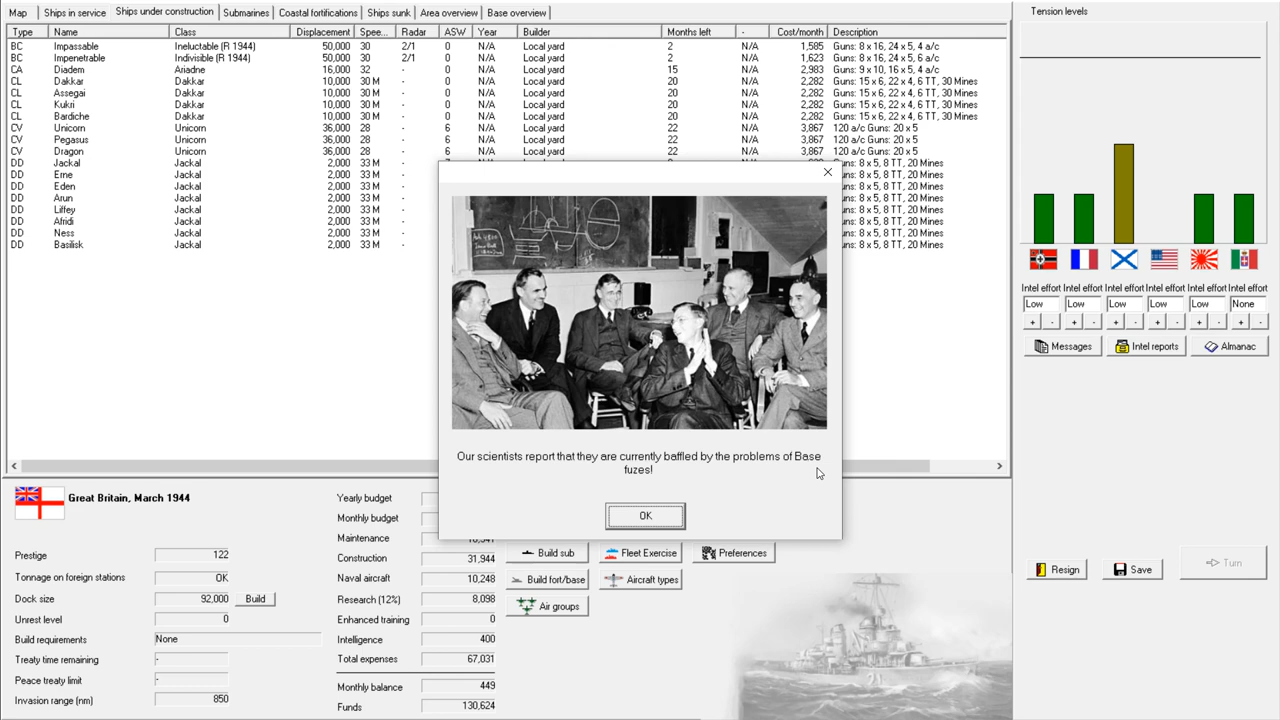 Map Ships in service Ships under construction Submarines Coastal fortifications Ships sunk Area overview Base overview
Type Name Class Displacement Spee... Radar ASW Year Builder Months left - Cost/month Description
BC Impassable Ineluctable (R 1944) 50,000 30 2/1 0 N/A Local yard 2 N/A 1,585 Guns: 8 x 16, 24 x 5, 4 a/c
BC Impenetrable Indivisible (R 1944) 50,000 30 2/1 0 N/A Local yard 2 N/A 1,623 Guns: 8 x 16, 24 x 5, 6 a/c
CA Diadem Ariadne 16,000 32 - 0 N/A Local yard 15 N/A 2,983 Guns: 9 x 10, 16 x 5, 4 a/c
CL Dakkar Dakkar 10,000 30 M - 0 N/A Local yard 20 N/A 2,282 Guns: 15 x 6, 22 x 4, 6 TT, 30 Mines
CL Assegai Dakkar 10,000 30 M - 0 N/A Local yard 20 N/A 2,282 Guns: 15 x 6, 22 x 4, 6 TT, 30 Mines
CL Kukri Dakkar 10,000 30 M - 0 N/A Local yard 20 N/A 2,282 Guns: 15 x 6, 22 x 4, 6 TT, 30 Mines
CL Bardiche Dakkar 10,000 30 M - 0 N/A Local yard 20 N/A 2,282 Guns: 15 x 6, 22 x 4, 6 TT, 30 Mines
CV Unicorn Unicorn 36,000 28 - 6 N/A Local yard 22 N/A 3,867 120 a/c Guns: 20 x 5
CV Pegasus Unicorn 36,000 28 - 6 N/A Local yard 22 N/A 3,867 120 a/c Guns: 20 x 5
CV Dragon Unicorn 36,000 28 - 6 N/A Local yard 22 N/A 3,867 120 a/c Guns: 20 x 5
DD Jackal Jackal 2,000 33 M - uns: 8 x 5, 8 TT, 20 Mines
DD Erne Jackal 2,000 33 M - uns: 8 x 5, 8 TT, 20 Mines
DD Eden Jackal 2,000 33 M - uns: 8 x 5, 8 TT, 20 Mines
DD Arun Jackal 2,000 33 M - uns: 8 x 5, 8 TT, 20 Mines
DD Liffey Jackal 2,000 33 M - uns: 8 x 5, 8 TT, 20 Mines
DD Afridi Jackal 2,000 33 M - uns: 8 x 5, 8 TT, 20 Mines
DD Ness Jackal 2,000 33 M - uns: 8 x 5, 8 TT, 20 Mines
DD Basilisk Jackal 2,000 33 M - uns: 8 x 5, 8 TT, 20 Mines
Our scientists report that they are currently baffled by the problems of Base
fuzes!
OK
Tension levels
Intel effort Intel effort Intel effort Intel effort Intel effort Intel effort
Low Low Low Low Low None
+ - + - + - + - + - + -
Messages Intel reports Almanac
Resign Save Turn
Great Britain, March 1944
Prestige 122
Tonnage on foreign stations OK
Dock size 92,000 Build
Unrest level 0
Build requirements None
Treaty time remaining -
Peace treaty limit -
Invasion range (nm) 850
Yearly budget
Monthly budget
Maintenance
Construction 31,944
Naval aircraft 10,248
Research (12%) 8,098
Enhanced training 0
Intelligence 400
Total expenses 67,031
Monthly balance 449
Funds 130,624
Build sub Fleet Exercise Preferences
Build fort/base Aircraft types
Air groups